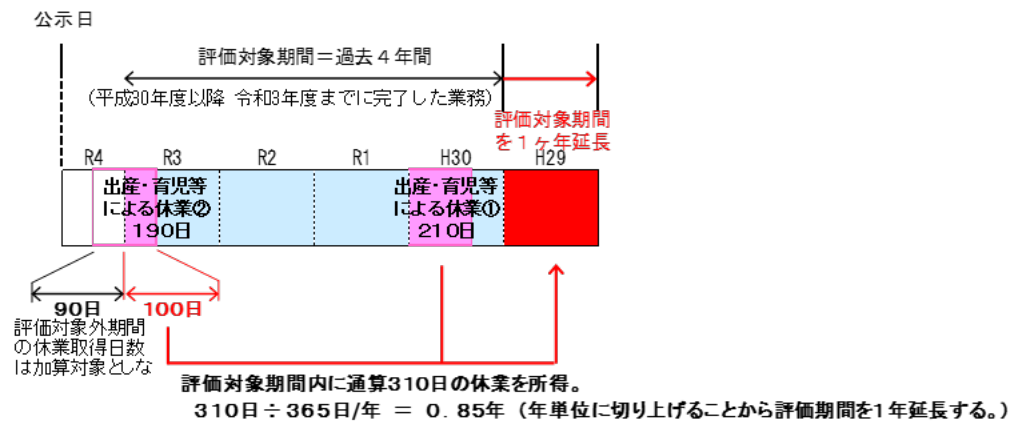 公示日
評価対象期間＝過去４年間
(平成30年度以降 令和3年度までに完了した業務)
評価対象期間
を１ヶ年延長
R4
R3
R2
R1
H30
H29
出産・育児等
による休業②
190日
出産・育児等
による休業①
210日
90日
100日
評価対象外期間
の休業取得日数
は加算対象としな
評価対象期間内に通算310日の休業を所得。
310日÷365日/年 ＝ 0.85年（年単位に切り上げることから評価期間を1年延長する。）